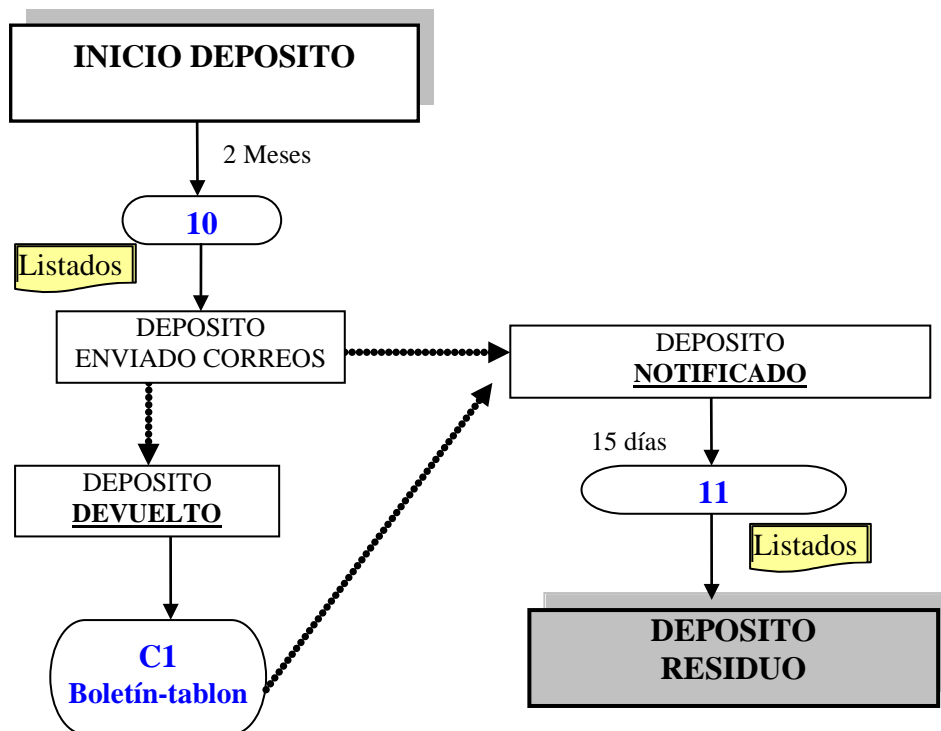 INICIO DEPOSITO
2 Meses
10
Listados
DEPOSITO
ENVIADO CORREOS
DEPOSITO
NOTIFICADO
15 días
DEPOSITO
DEVUELTO
11
Listados
C1
Boletín-tablon
DEPOSITO
RESIDUO